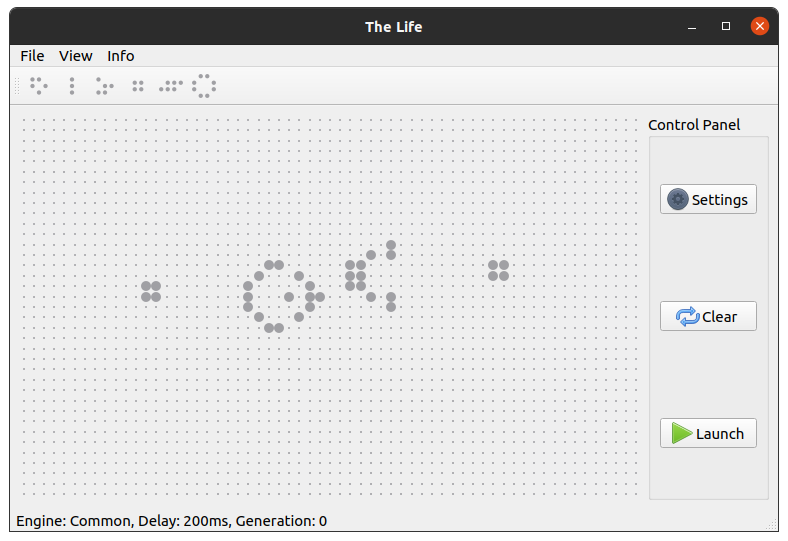 The Life
File View Info
Control Panel
Settings
Clear
Launch
Engine: Common, Delay: 200ms, Generation: 0